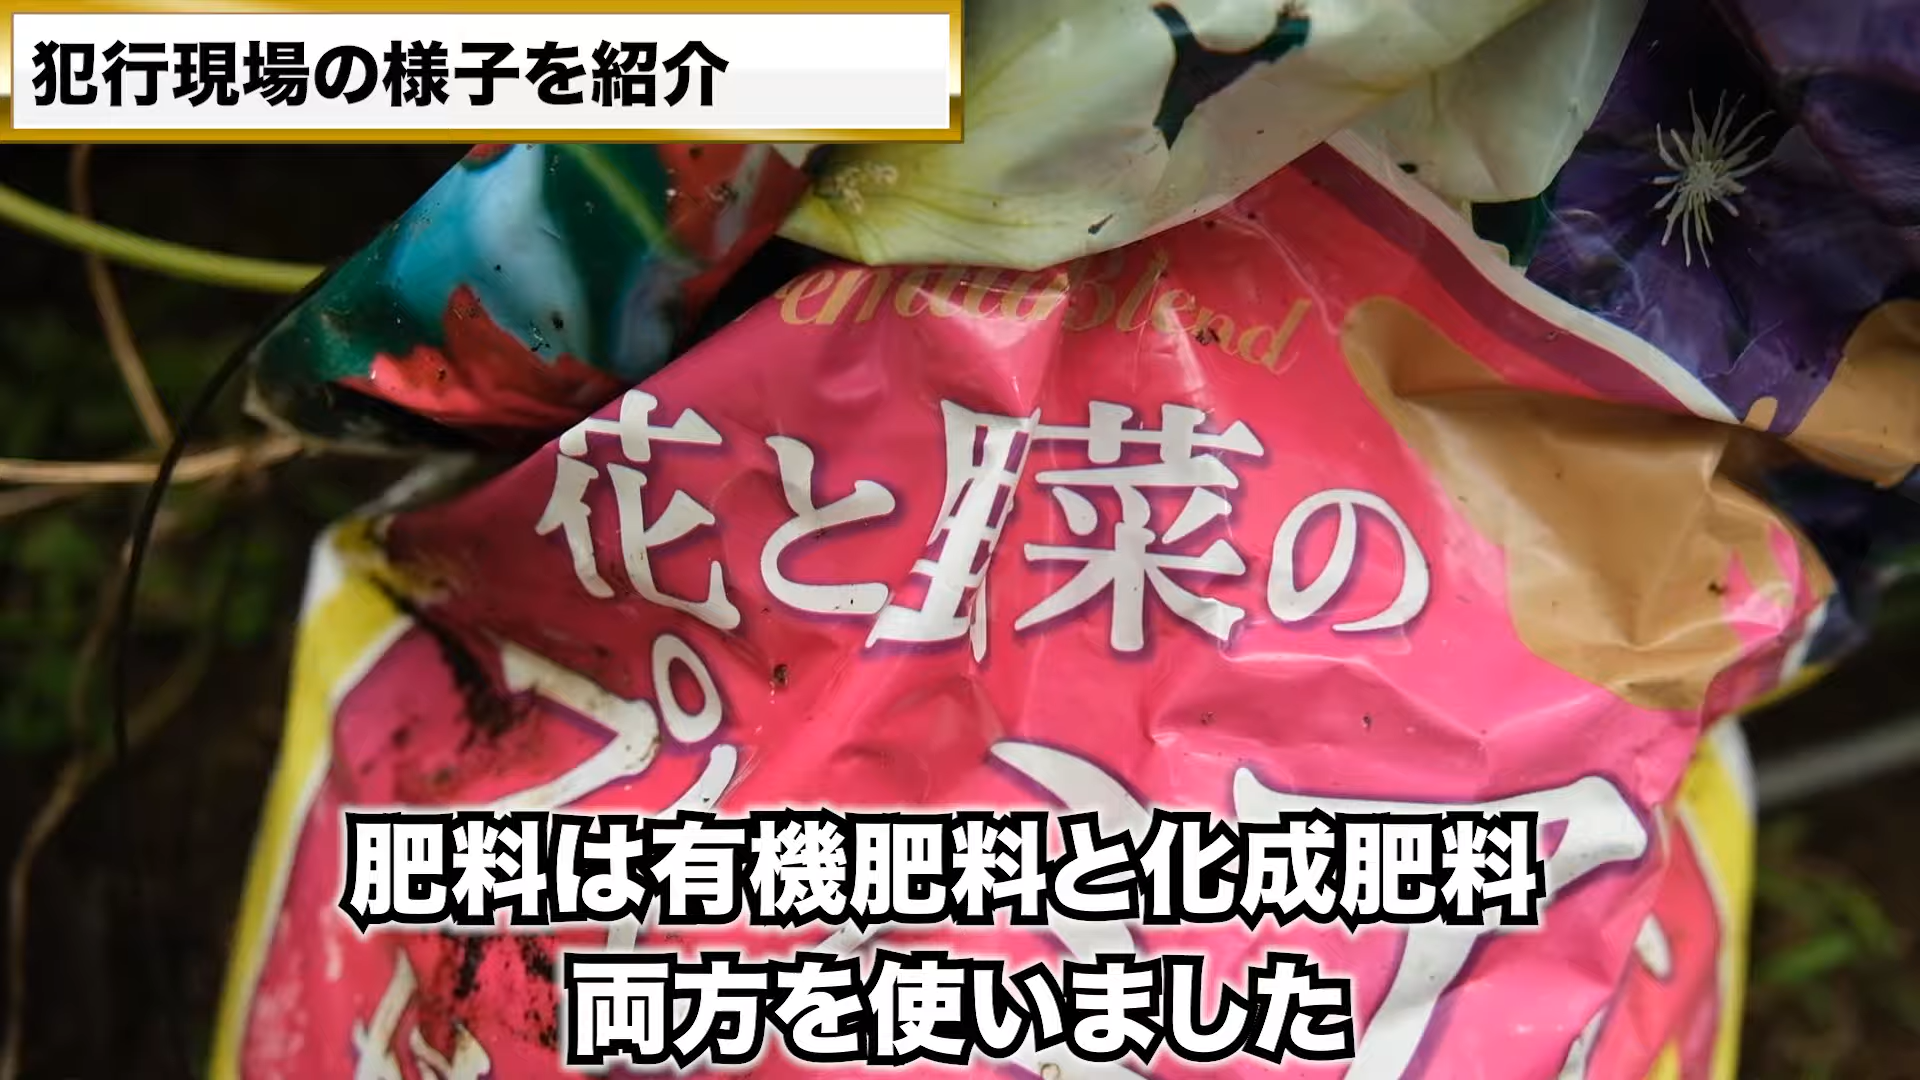 犯行現場の様子を紹介
花と野菜の
肥料は有機肥料と化成肥料
両方を使いました